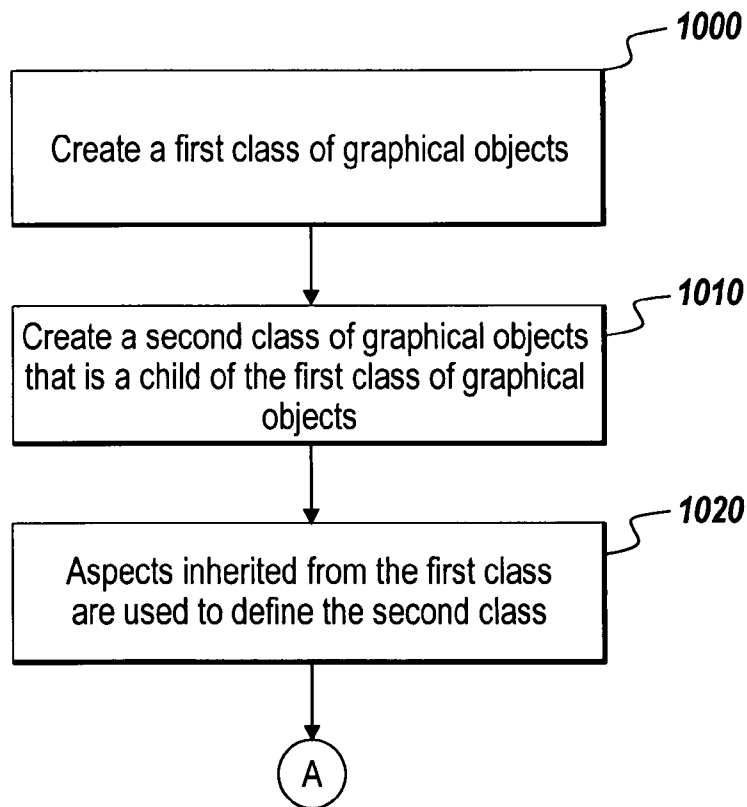 1000
Create a first class of graphical objects
1010
Create a second class of graphical objects
that is a child of the first class of graphical
objects
1020
Aspects inherited from the first class
are used to define the second class
A